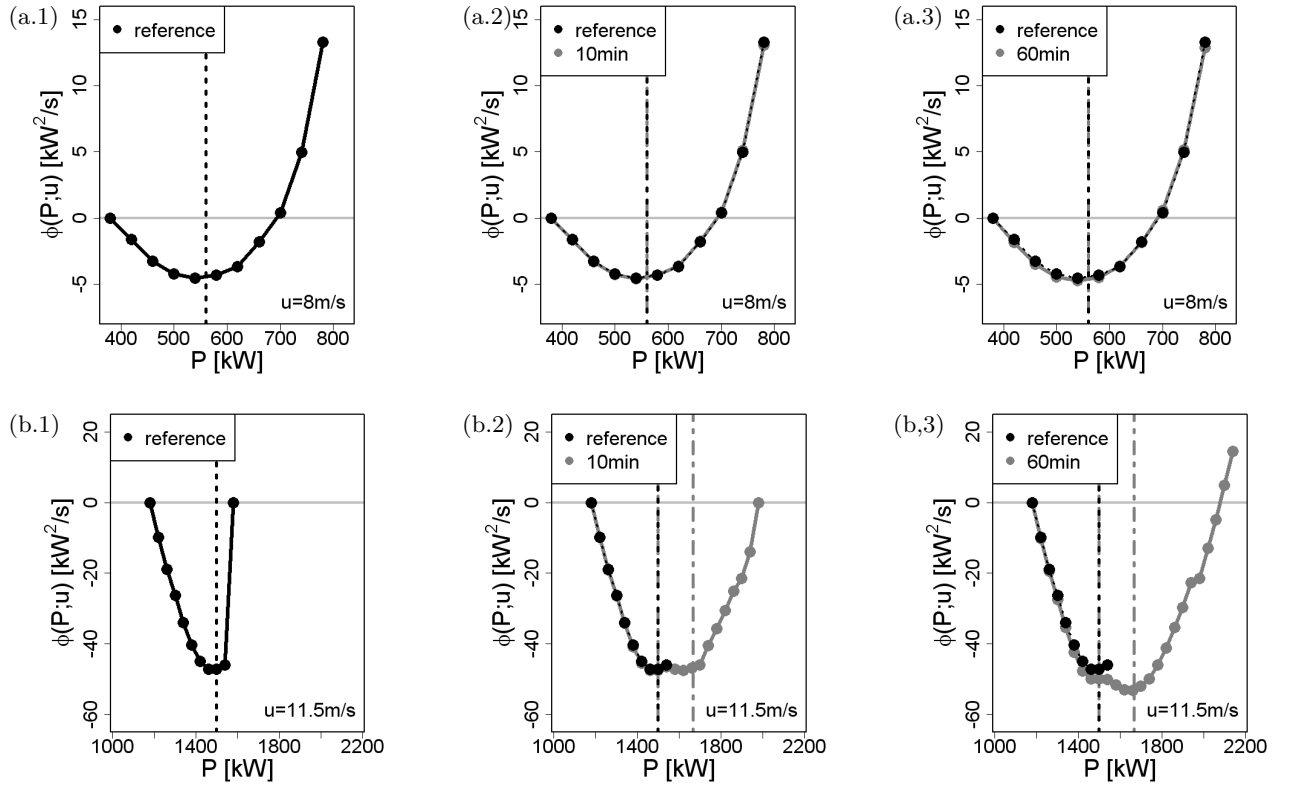 (a.1)
reference
ϕ(P;u) [kW²/s]
15
10
5
0
-5
u=8m/s
400 500 600 700 800
P [kW]
(a.2)
reference
10min
ϕ(P;u) [kW²/s]
15
10
5
0
-5
u=8m/s
400 500 600 700 800
P [kW]
(a.3)
reference
60min
ϕ(P;u) [kW²/s]
15
10
5
0
-5
u=8m/s
400 500 600 700 800
P [kW]
(b.1)
reference
ϕ(P;u) [kW²/s]
20
0
-20
-40
-60
u=11.5m/s
1000 1400 1800 2200
P [kW]
(b.2)
reference
10min
ϕ(P;u) [kW²/s]
20
0
-20
-40
-60
u=11.5m/s
1000 1400 1800 2200
P [kW]
(b,3)
reference
60min
ϕ(P;u) [kW²/s]
20
0
-20
-40
-60
u=11.5m/s
1000 1400 1800 2200
P [kW]